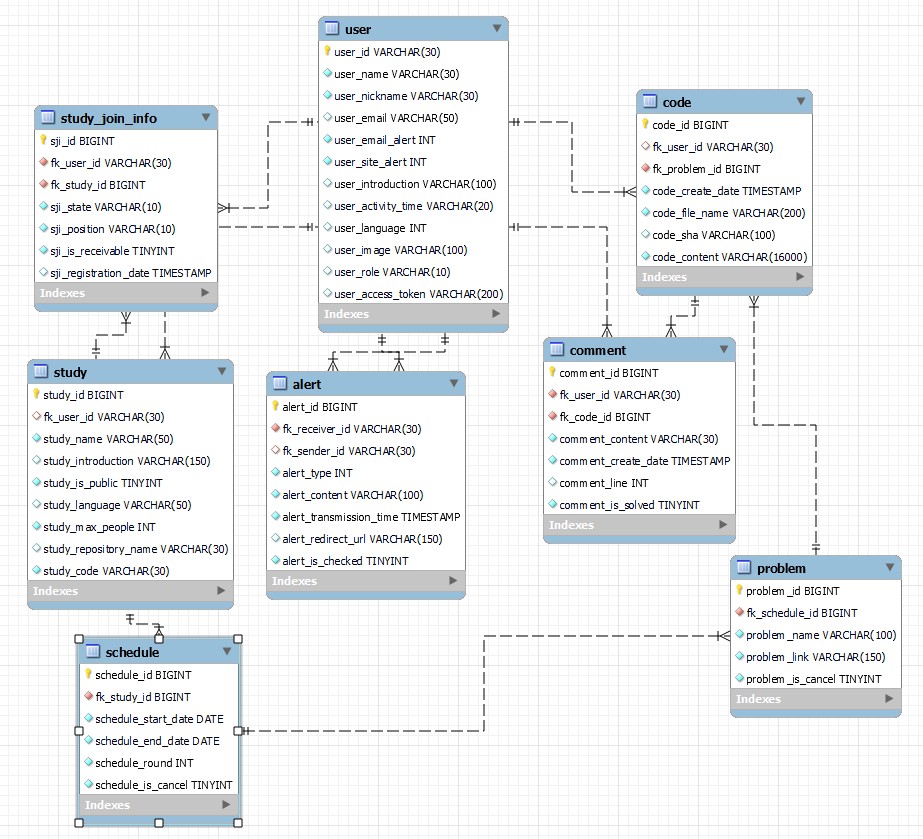 user
user_id VARCHAR(30)
user_name VARCHAR(30)
user_nickname VARCHAR(30)
user_email VARCHAR(50)
user_email_alert INT
user_site_alert INT
user_introduction VARCHAR(100)
user_activity_time VARCHAR(20)
user_language INT
user_image VARCHAR(100)
user_role VARCHAR(10)
user_access_token VARCHAR(200)
Indexes
study_join_info
sji_id BIGINT
fk_user_id VARCHAR(30)
fk_study_id BIGINT
sji_state VARCHAR(10)
sji_position VARCHAR(10)
sji_is_receivable TINYINT
sji_registration_date TIMESTAMP
Indexes
code
code_id BIGINT
fk_user_id VARCHAR(30)
fk_problem_id BIGINT
code_create_date TIMESTAMP
code_file_name VARCHAR(200)
code_sha VARCHAR(100)
code_content VARCHAR(16000)
Indexes
study
study_id BIGINT
fk_user_id VARCHAR(30)
study_name VARCHAR(50)
study_introduction VARCHAR(150)
study_is_public TINYINT
study_language VARCHAR(50)
study_max_people INT
study_repository_name VARCHAR(30)
study_code VARCHAR(30)
Indexes
alert
alert_id BIGINT
fk_receiver_id VARCHAR(30)
fk_sender_id VARCHAR(30)
alert_type INT
alert_content VARCHAR(100)
alert_transmission_time TIMESTAMP
alert_redirect_url VARCHAR(150)
alert_is_checked TINYINT
Indexes
comment
comment_id BIGINT
fk_user_id VARCHAR(30)
fk_code_id BIGINT
comment_content VARCHAR(30)
comment_create_date TIMESTAMP
comment_line INT
comment_is_solved TINYINT
Indexes
problem
problem_id BIGINT
fk_schedule_id BIGINT
problem_name VARCHAR(100)
problem_link VARCHAR(150)
problem_is_cancel TINYINT
Indexes
schedule
schedule_id BIGINT
fk_study_id BIGINT
schedule_start_date DATE
schedule_end_date DATE
schedule_round INT
schedule_is_cancel TINYINT
Indexes